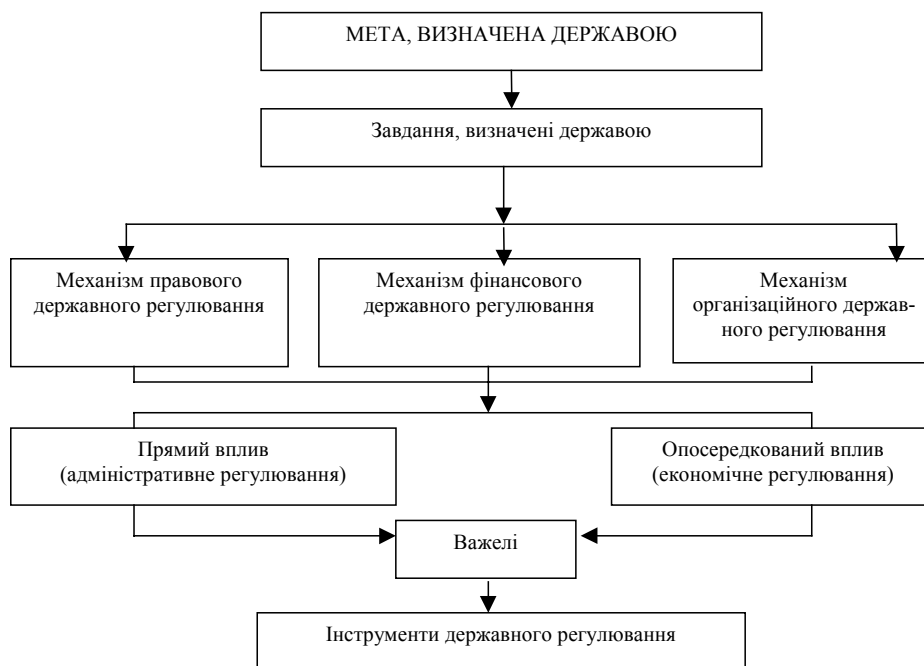 МЕТА, ВИЗНАЧЕНА ДЕРЖАВОЮ
Завдання, визначені державою
Механізм правового
державного регулювання
Механізм фінансового
державного регулювання
Механізм
організаційного держав-
ного регулювання
Прямий вплив
(адміністративне регулювання)
Опосередкований вплив
(економічне регулювання)
Важелі
Інструменти державного регулювання